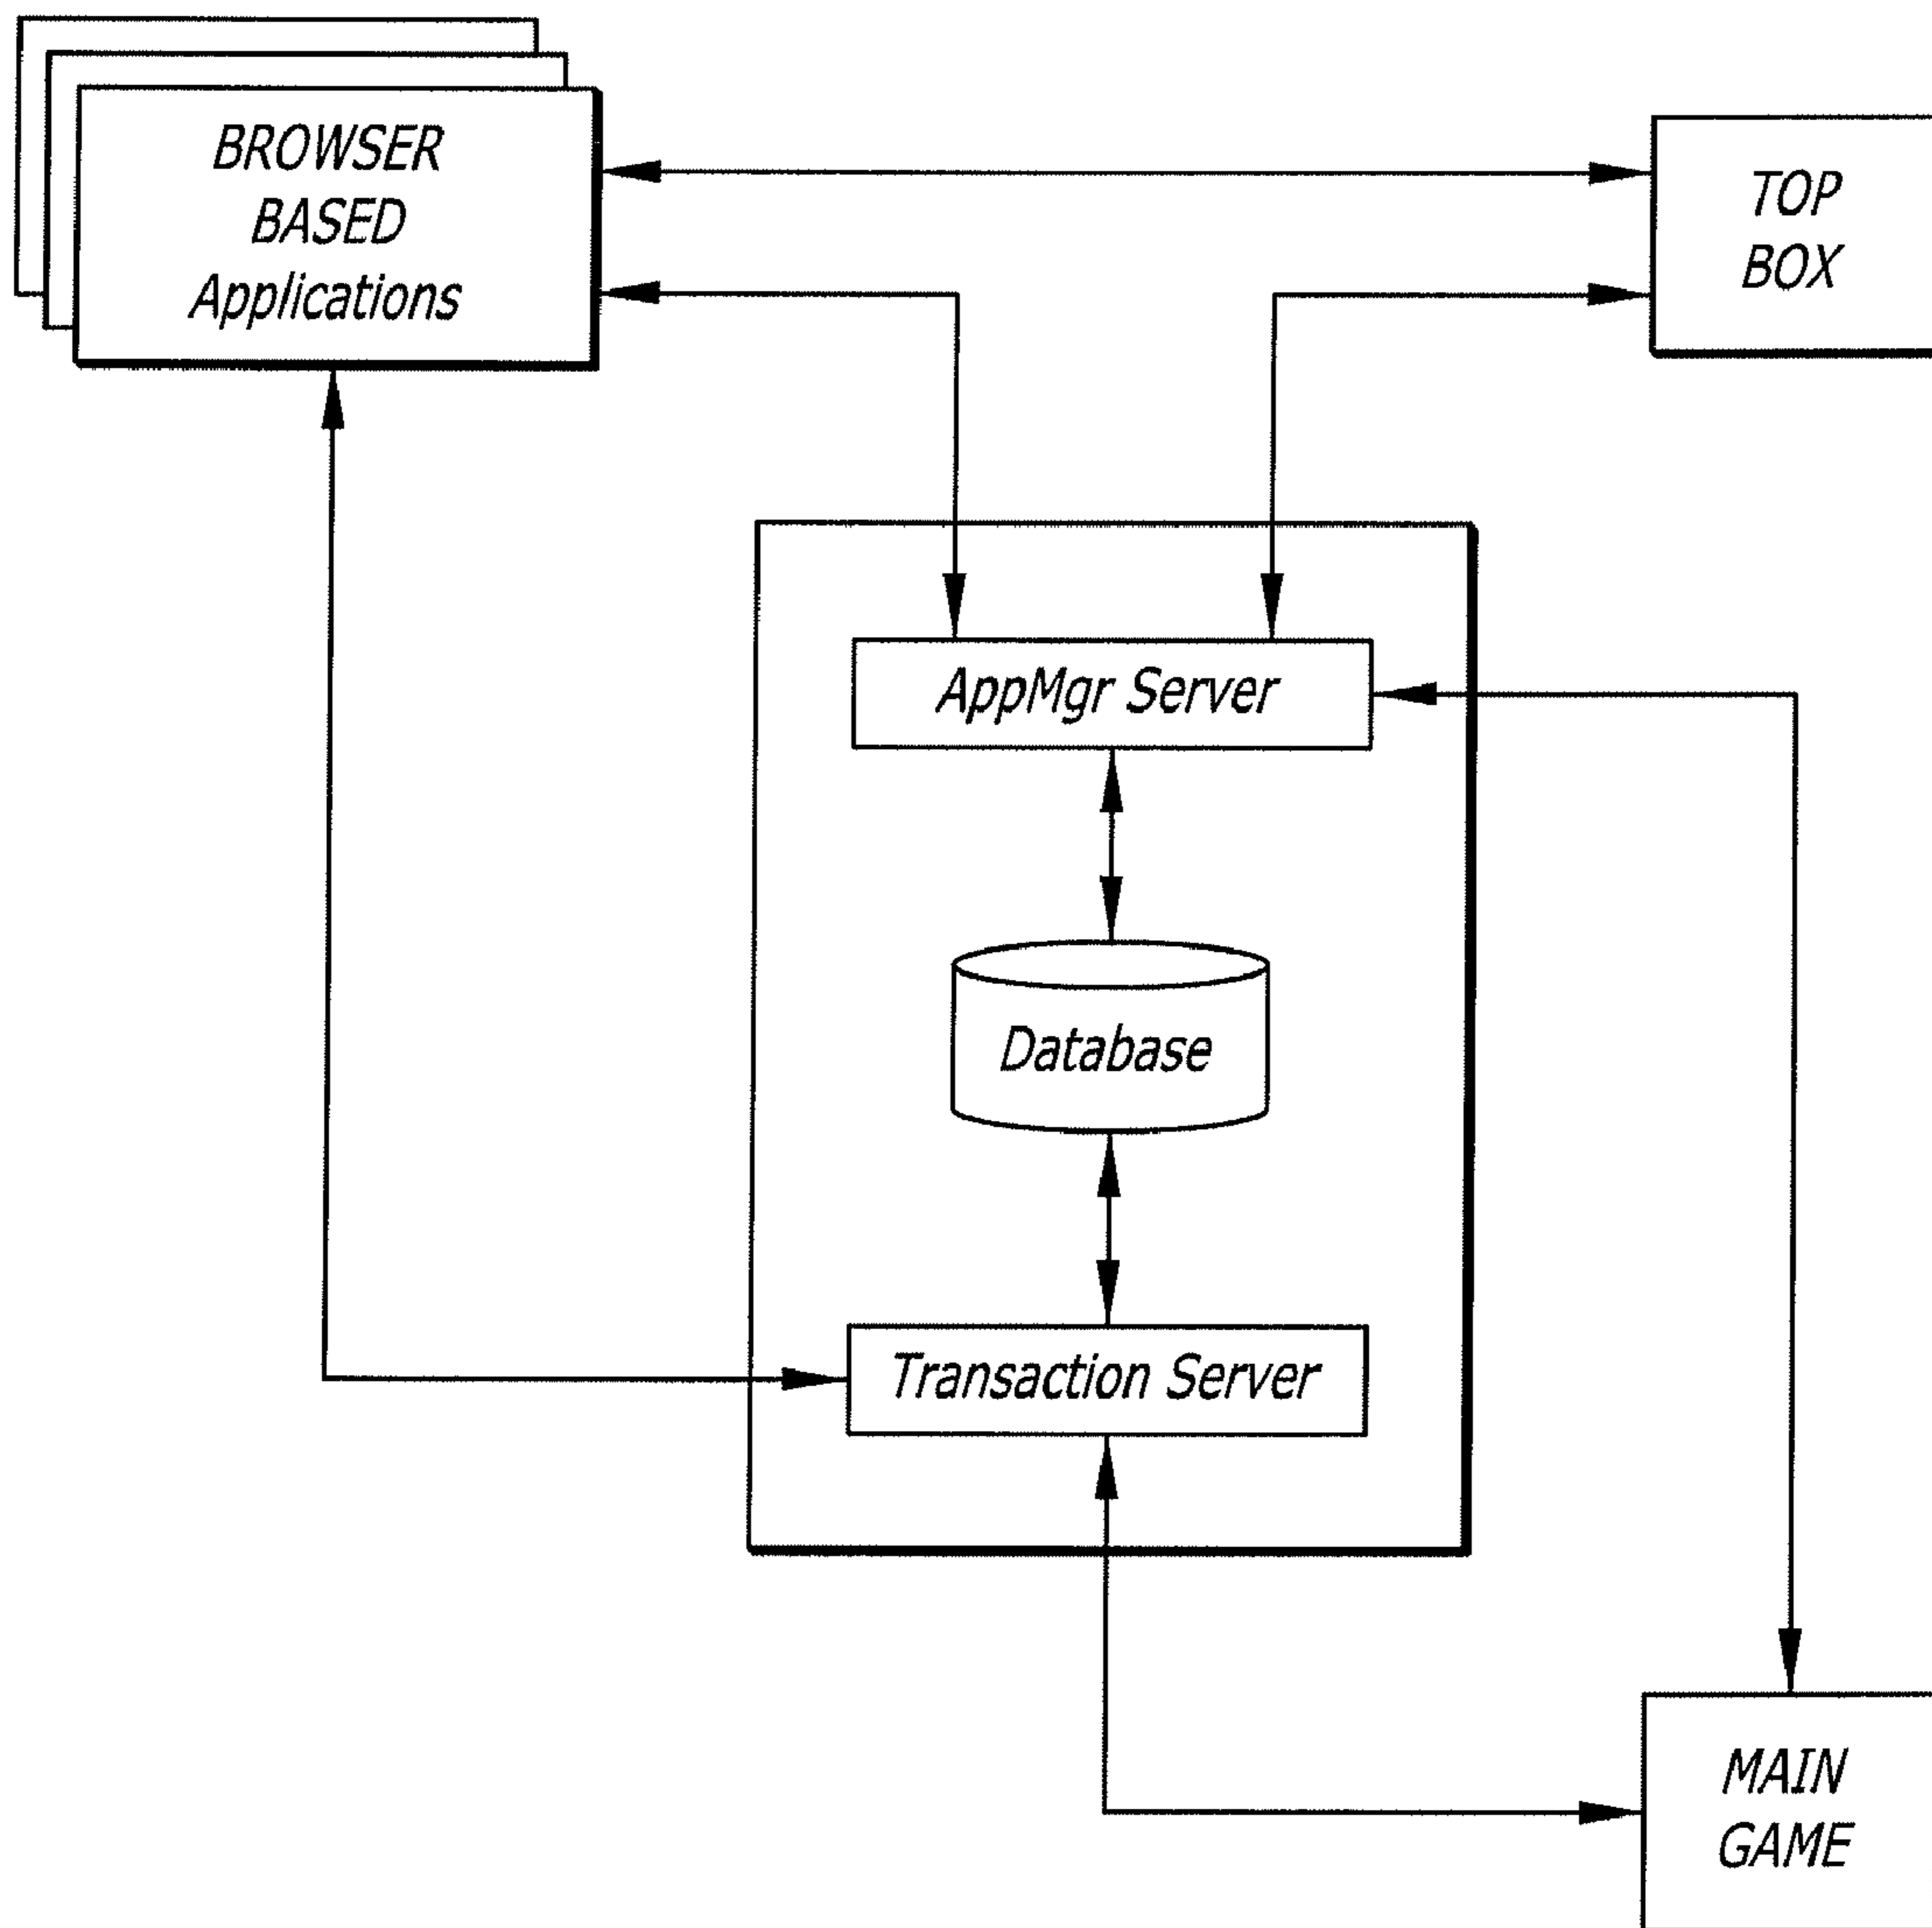 BROWSER
BASED
Applications
TOP
BOX
AppMgr Server
Database
Transaction Server
MAIN
GAME